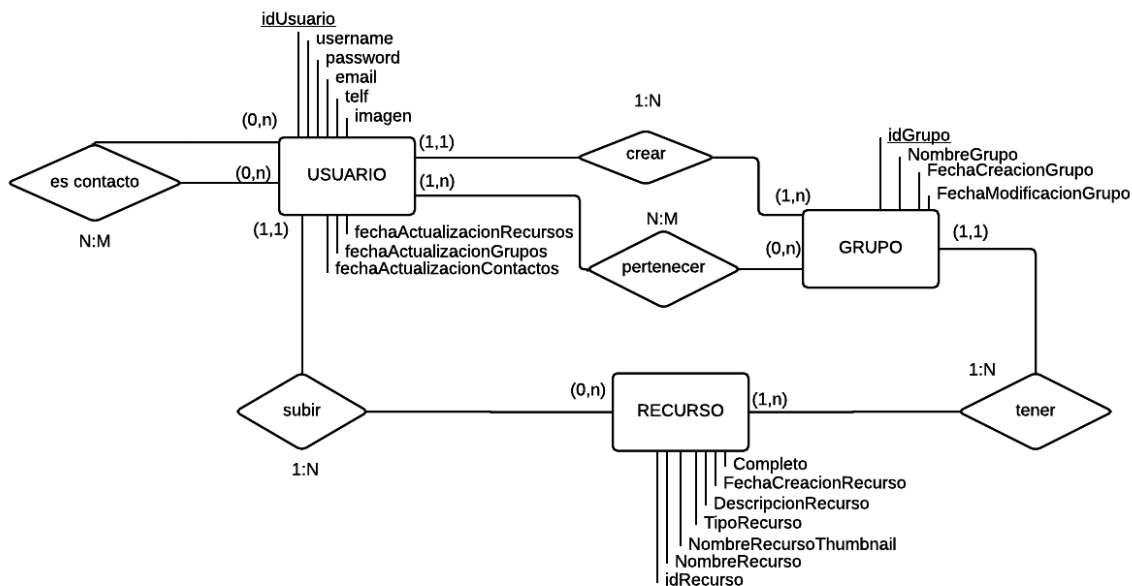 idUsuario
username
password
email
telf
imagen
1:N
(0,n)
(1,1)
idGrupo
NombreGrupo
crear
FechaCreacionGrupo
FechaModificacionGrupo
es contacto
(0,n)
USUARIO
(1,n)
(1,n)
N:M
(1,1)
N:M
fechaActualizacionRecursos
fechaActualizacionGrupos
fechaActualizacionContactos
pertenecer
(0,n)
GRUPO
(1,1)
1:N
(0,n)
(1,n)
subir
RECURSO
tener
1:N
Completo
FechaCreacionRecurso
DescripcionRecurso
TipoRecurso
NombreRecursoThumbnail
NombreRecurso
idRecurso